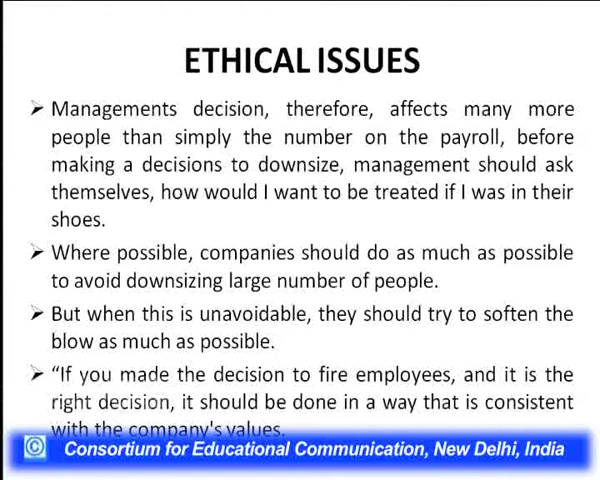 ETHICAL ISSUES
➢ Managements decision, therefore, affects many more
people than simply the number on the payroll, before
making a decisions to downsize, management should ask
themselves, how would I want to be treated if I was in their
shoes.
➢ Where possible, companies should do as much as possible
to avoid downsizing large number of people.
➢ But when this is unavoidable, they should try to soften the
blow as much as possible.
➢ “If you made the decision to fire employees, and it is the
right decision, it should be done in a way that is consistent
with the company's values.
© Consortium for Educational Communication, New Delhi, India